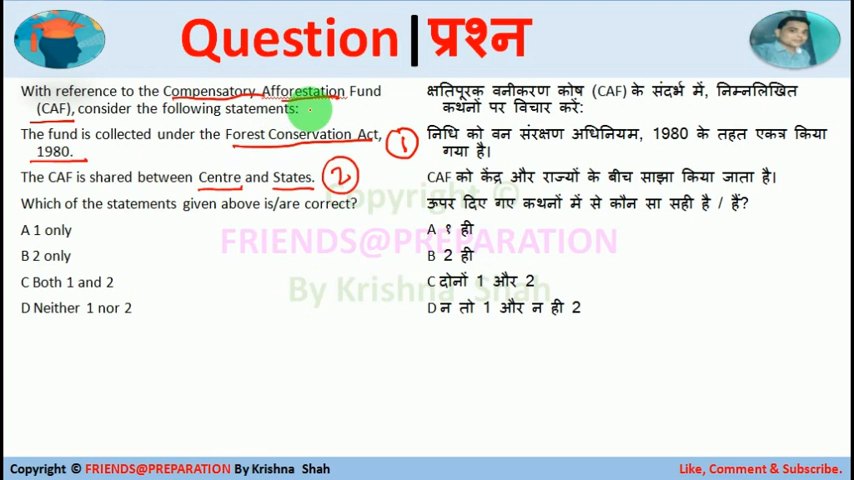 Question|प्रश्न
With reference to the Compensatory Afforestation Fund
(CAF), consider the following statements:
The fund is collected under the Forest Conservation Act,
1980.
1
The CAF is shared between Centre and States.
2
Which of the statements given above is/are correct?
A 1 only
B 2 only
C Both 1 and 2
D Neither 1 nor 2
क्षतिपूरक वनीकरण कोष (CAF) के संदर्भ में, निम्नलिखित
कथनों पर विचार करें:
निधि को वन संरक्षण अधिनियम, 1980 के तहत एकत्र किया
गया है।
CAF को केंद्र और राज्यों के बीच साझा किया जाता है।
ऊपर दिए गए कथनों में से कौन सा सही है / हैं?
A १ ही
B 2 ही
C दोनों 1 और 2
D न तो 1 और न ही 2
Copyright ©
FRIENDS@PREPARATION
By Krishna Shah
Copyright © FRIENDS@PREPARATION By Krishna Shah
Like, Comment & Subscribe.